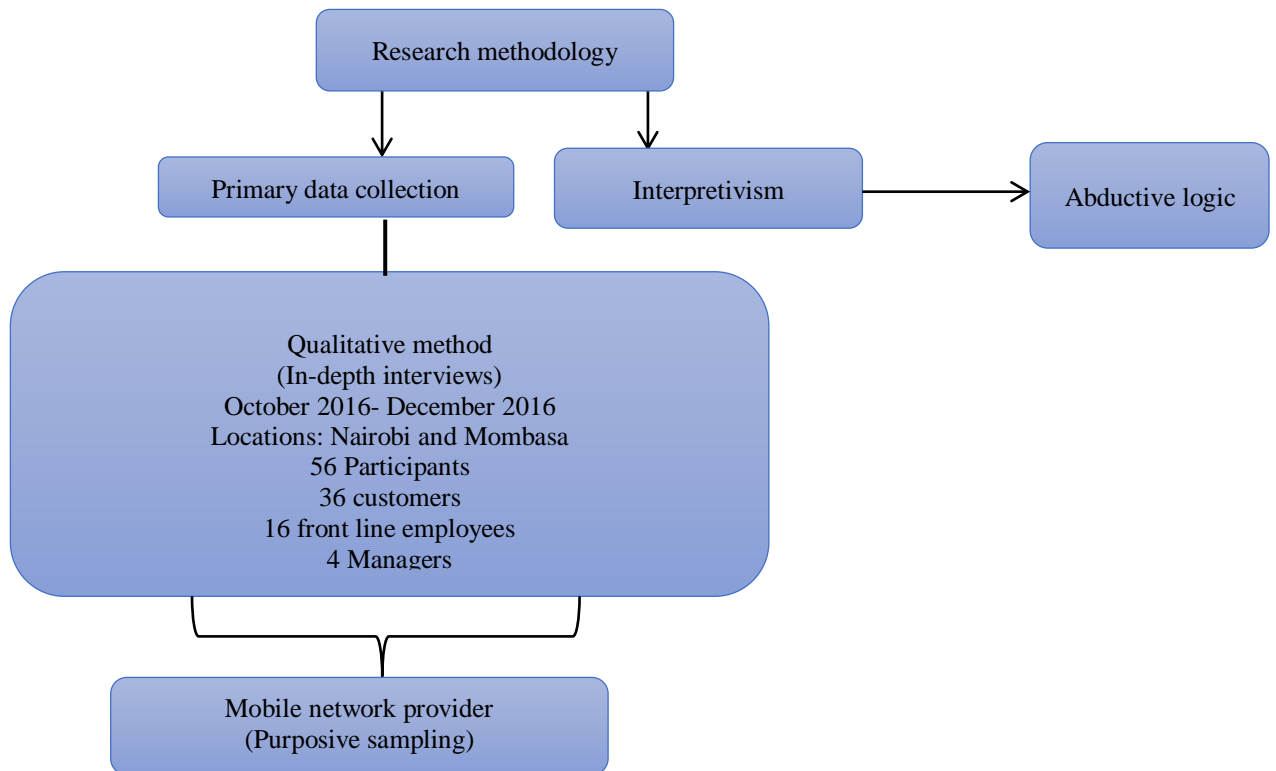 Research methodology
Primary data collection
Interpretivism
Abductive logic
Qualitative method
(In-depth interviews)
October 2016- December 2016
Locations: Nairobi and Mombasa
56 Participants
36 customers
16 front line employees
4 Managers
Mobile network provider
(Purposive sampling)